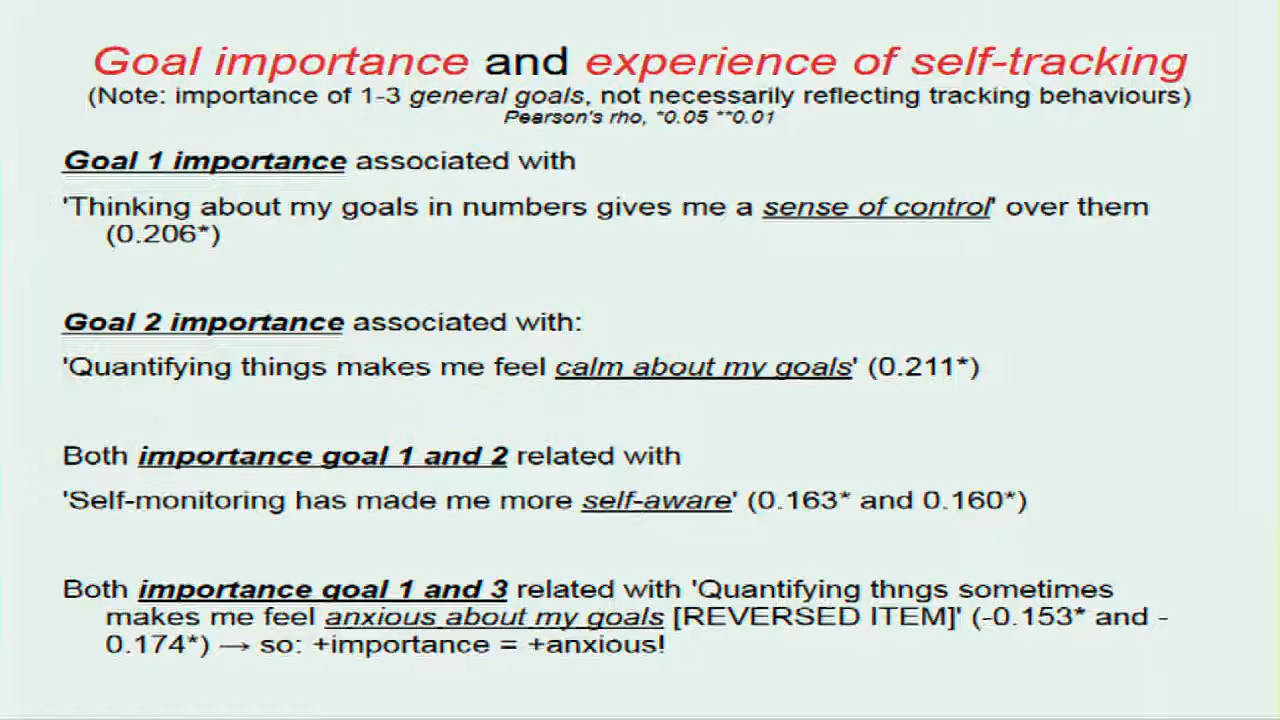 Goal importance and experience of self-tracking
(Note: importance of 1-3 general goals, not necessarily reflecting tracking behaviours)
Pearson's rho, *0.05 **0.01
Goal 1 importance associated with
'Thinking about my goals in numbers gives me a sense of control' over them
(0.206*)
Goal 2 importance associated with:
'Quantifying things makes me feel calm about my goals' (0.211*)
Both importance goal 1 and 2 related with
'Self-monitoring has made me more self-aware' (0.163* and 0.160*)
Both importance goal 1 and 3 related with 'Quantifying thngs sometimes
makes me feel anxious about my goals [REVERSED ITEM]' (-0.153* and -
0.174*) → so: +importance = +anxious!